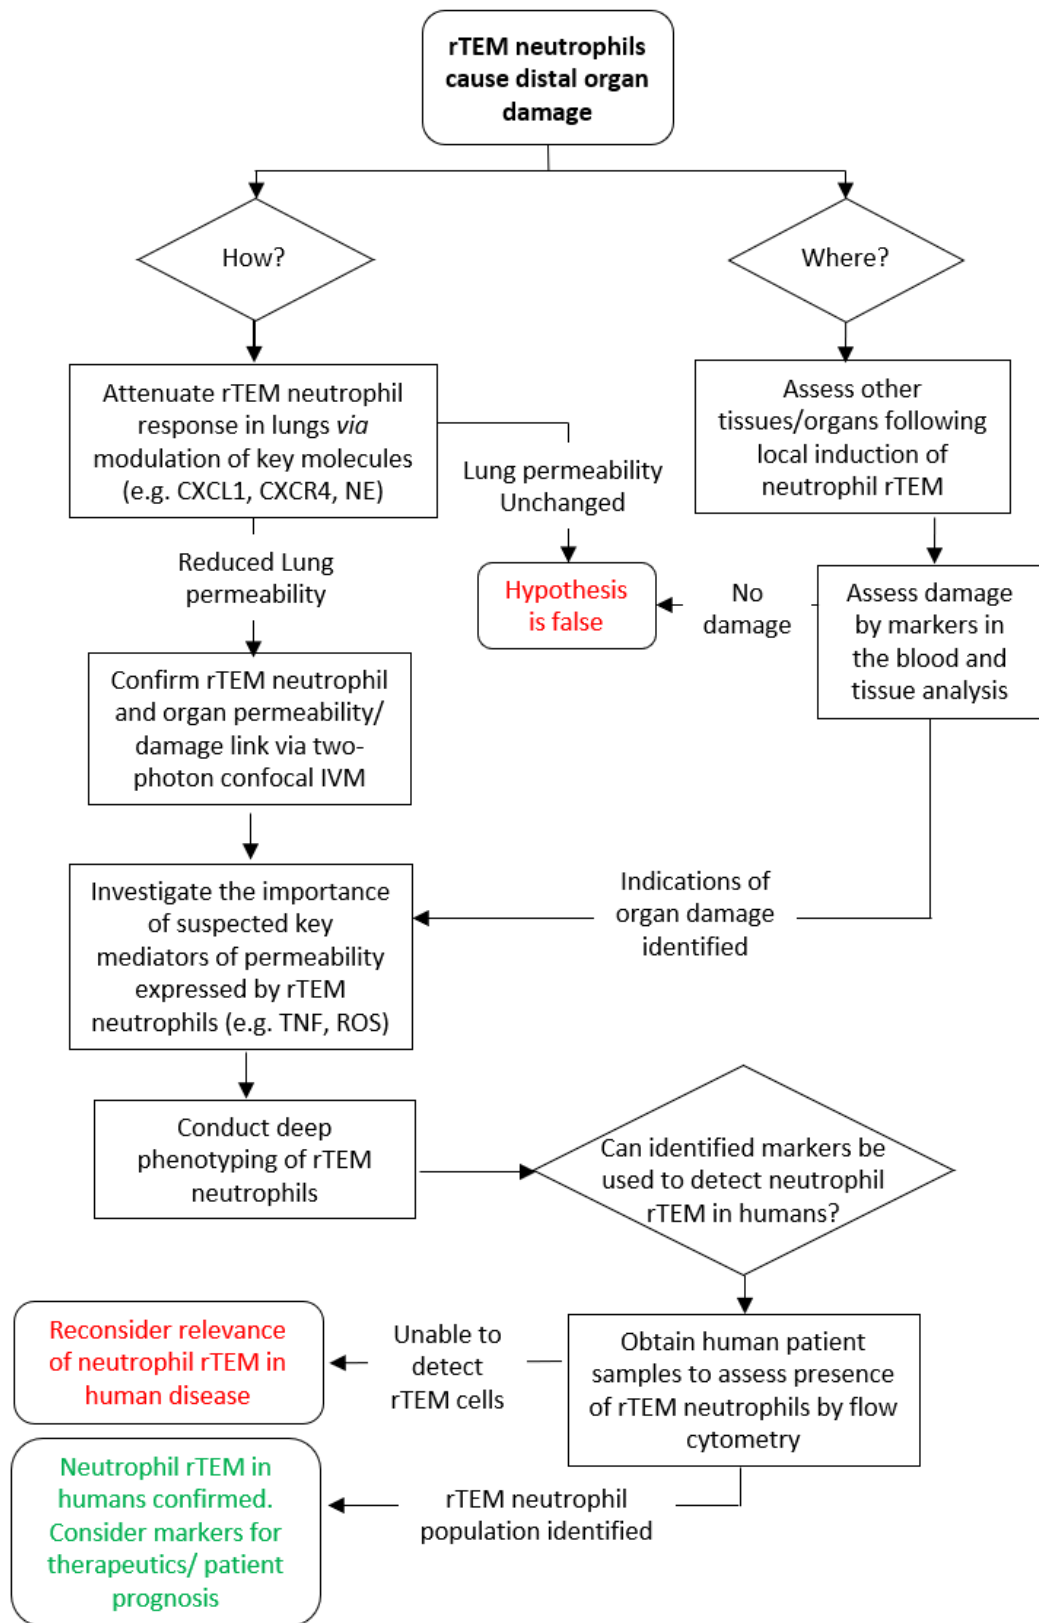 rTEM neutrophils
cause distal organ
damage
How?
Where?
Attenuate rTEM neutrophil
response in lungs via
modulation of key molecules
(e.g. CXCL1, CXCR4, NE)
Assess other
tissues/organs following
local induction of
neutrophil rTEM
Lung permeability
Unchanged
Reduced Lung
permeability
Hypothesis
is false
No
damage
Assess damage
by markers in
the blood and
tissue analysis
Confirm rTEM neutrophil
and organ permeability/
damage link via two-
photon confocal IVM
Investigate the importance
of suspected key
mediators of permeability
expressed by rTEM
neutrophils (e.g. TNF, ROS)
Indications of
organ damage
identified
Conduct deep
phenotyping of rTEM
neutrophils
Can identified markers be
used to detect neutrophil
rTEM in humans?
Reconsider relevance
of neutrophil rTEM in
human disease
Unable to
detect
rTEM cells
Obtain human patient
samples to assess presence
of rTEM neutrophils by flow
cytometry
Neutrophil rTEM in
humans confirmed.
Consider markers for
therapeutics/ patient
prognosis
rTEM neutrophil
population identified